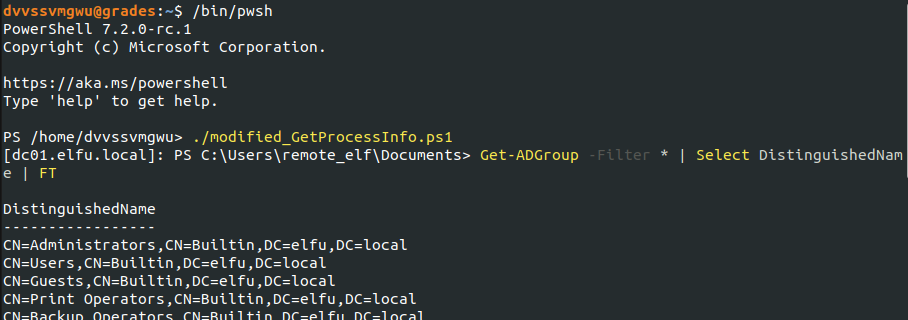 dvvssvmgwu@grades:~$ /bin/pwsh
PowerShell 7.2.0-rc.1
Copyright (c) Microsoft Corporation.
https://aka.ms/powershell
Type 'help' to get help.
PS /home/dvvssvmgwu> ./modified_GetProcessInfo.ps1
[dc01.elfu.local]: PS C:\Users\remote_elf\Documents> Get-ADGroup -Filter * | Select DistinguishedNam
e | FT
DistinguishedName
-----------------
CN=Administrators,CN=Builtin,DC=elfu,DC=local
CN=Users,CN=Builtin,DC=elfu,DC=local
CN=Guests,CN=Builtin,DC=elfu,DC=local
CN=Print Operators,CN=Builtin,DC=elfu,DC=local
CN=Backup Operators,CN=Builtin,DC=elfu,DC=local